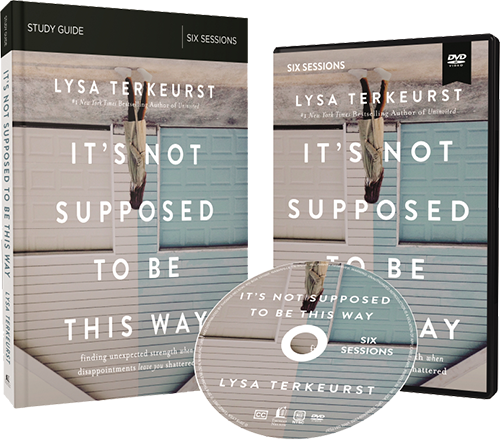 STUDY GUIDE
SIX SESSIONS
LYSA TERKEURST
#1 New York Times Bestselling Author of Uninvited
IT'S NOT
SUPPOSED
TO BE
THIS WAY
finding unexpected strength when
disappointments leave you shattered
IT'S NOT SUPPOSED TO BE THIS WAY
LYSA TERKEURST
SIX SESSIONS
DVD
VIDEO
LYSA TERKEURST
#1 New York Times Bestselling Author of Uninvited
IT'S NOT
SUPPOSED
TO BE
WAY
when
shattered
IT'S NOT SUPPOSED
TO BE THIS WAY
SIX
SESSIONS
LYSA TERKEURST
CC